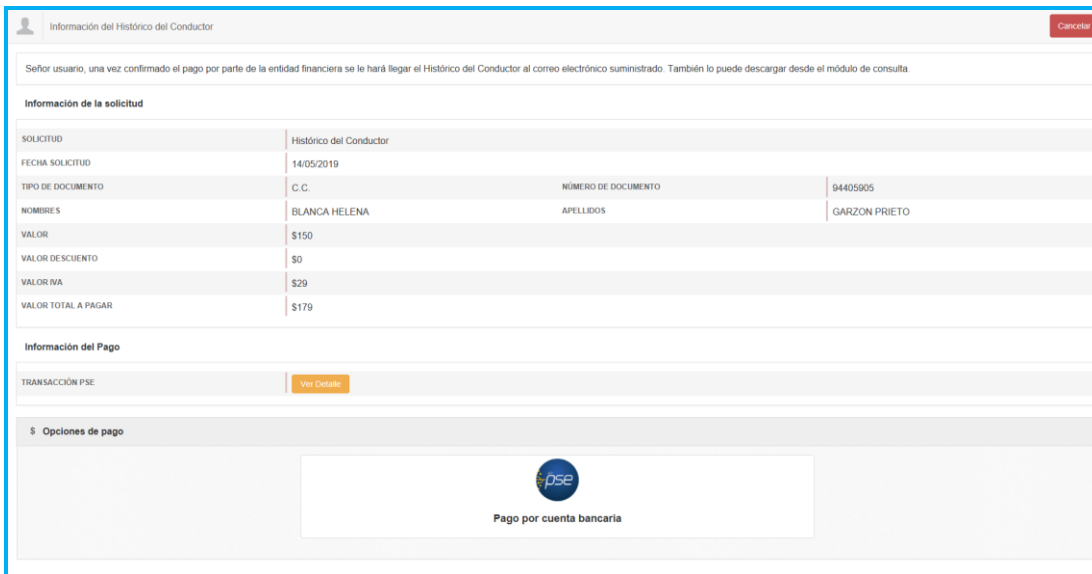 Información del Histórico del Conductor
Cancelar
Señor usuario, una vez confirmado el pago por parte de la entidad financiera se le hará llegar el Histórico del Conductor al correo electrónico suministrado. También lo puede descargar desde el módulo de consulta.
Información de la solicitud
SOLICITUD Histórico del Conductor
FECHA SOLICITUD 14/05/2019
TIPO DE DOCUMENTO C.C. NÚMERO DE DOCUMENTO 94405905
NOMBRES BLANCA HELENA APELLIDOS GARZON PRIETO
VALOR $150
VALOR DESCUENTO $0
VALOR IVA $29
VALOR TOTAL A PAGAR $179
Información del Pago
TRANSACCIÓN PSE Ver Detalle
$ Opciones de pago
pse
Pago por cuenta bancaria